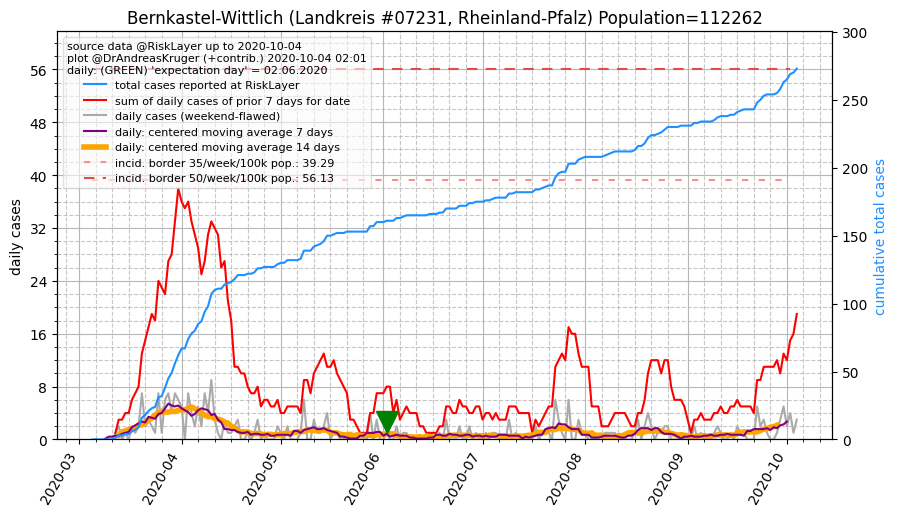 Bernkastel-Wittlich (Landkreis #07231, Rheinland-Pfalz) Population=112262
source data @RiskLayer up to 2020-10-04
plot @DrAndreasKruger (+contrib.) 2020-10-04 02:01
daily: (GREEN) 'expectation day' = 02.06.2020
total cases reported at RiskLayer
sum of daily cases of prior 7 days for date
daily cases (weekend-flawed)
daily: centered moving average 7 days
daily: centered moving average 14 days
incid. border 35/week/100k pop.: 39.29
incid. border 50/week/100k pop.: 56.13
daily cases
56
48
40
32
24
16
8
0
300
250
200
150
100
50
0
cumulative total cases
2020-03
2020-04
2020-05
2020-06
2020-07
2020-08
2020-09
2020-10